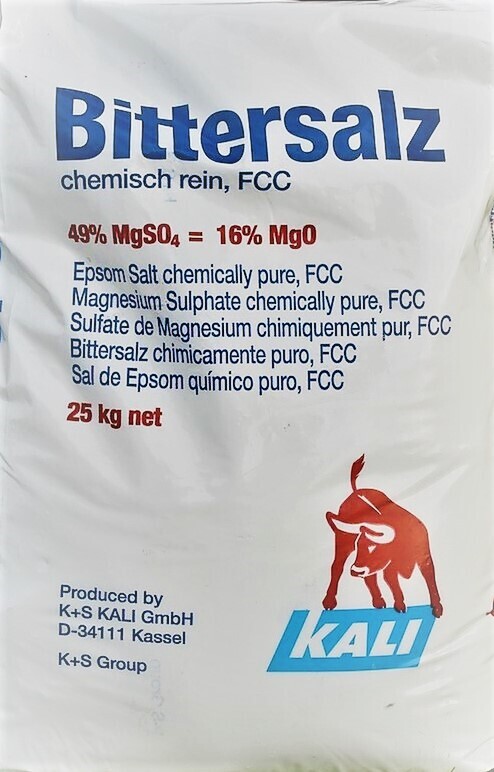 Bittersalz
chemisch rein, FCC
49% MgSO₄ = 16% MgO
Epsom Salt chemically pure, FCC
Magnesium Sulphate chemically pure, FCC
Sulfate de Magnesium chimiquement pur, FCC
Bittersalz chimicamente puro, FCC
Sal de Epsom químico puro, FCC
25 kg net
Produced by
K+S KALI GmbH
D-34111 Kassel
K+S Group
KALI